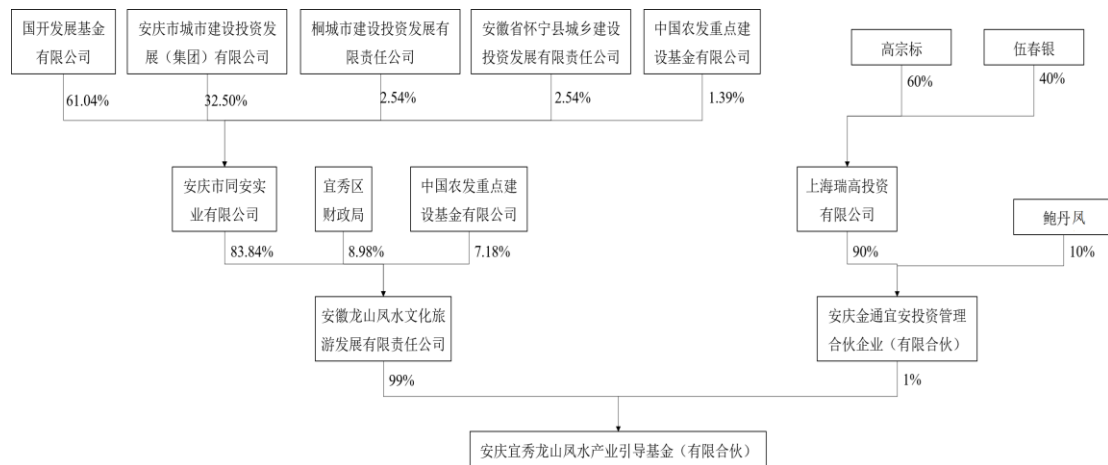 国开发展基金
有限公司
安庆市城市建设投资发
展（集团）有限公司
桐城市建设投资发展有
限责任公司
安徽省怀宁县城乡建设
投资发展有限责任公司
中国农发重点建
设基金有限公司
高宗标
伍春银
61.04%
32.50%
2.54%
2.54%
1.39%
60%
40%
安庆市同安实
业有限公司
宜秀区
财政局
中国农发重点建
设基金有限公司
上海瑞高投资
有限公司
鲍丹凤
83.84%
8.98%
7.18%
90%
10%
安徽龙山凤水文化旅
游发展有限责任公司
安庆金通宜安投资管理
合伙企业（有限合伙）
99%
1%
安庆宜秀龙山凤水产业引导基金（有限合伙）